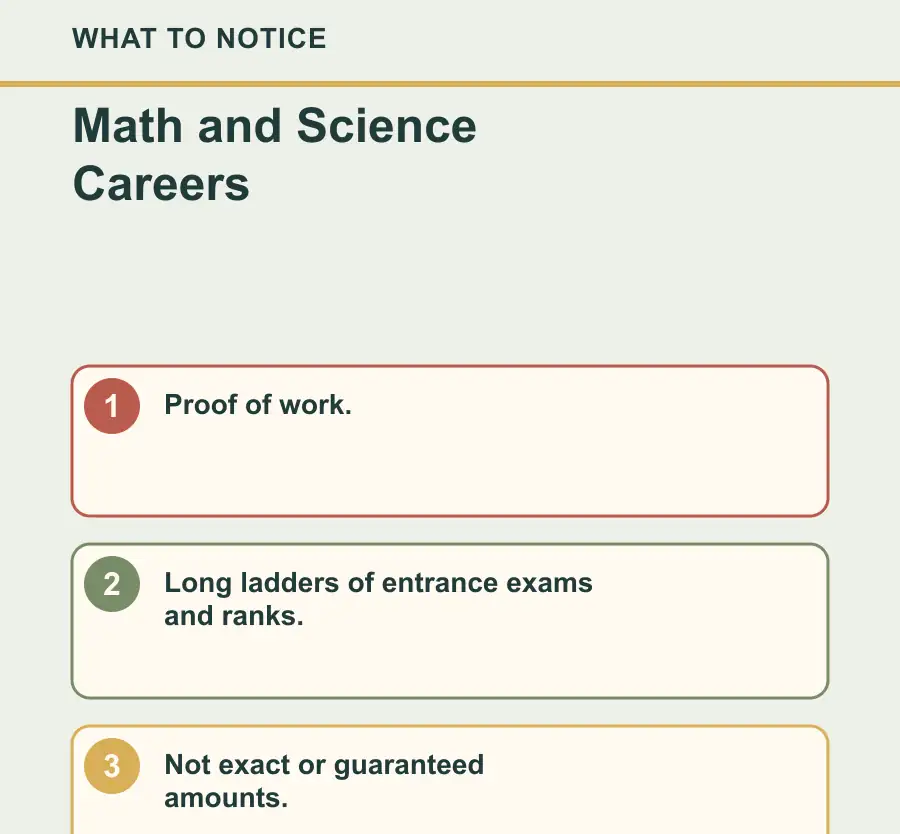 WHAT TO NOTICE
Math and Science
Careers
1
Proof of work.
2
Long ladders of entrance exams
and ranks.
3
Not exact or guaranteed
amounts.